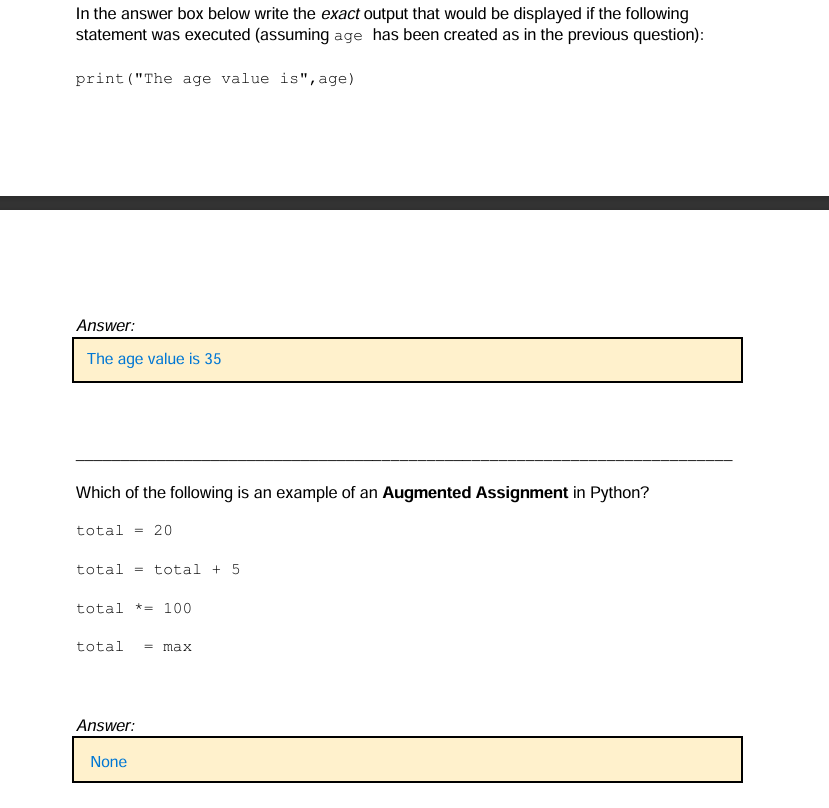 In the answer box below write the exact output that would be displayed if the following
statement was executed (assuming age has been created as in the previous question):
print("The age value is",age)
Answer:
The age value is 35
Which of the following is an example of an Augmented Assignment in Python?
total = 20
total = total + 5
total *= 100
total  = max
Answer:
None